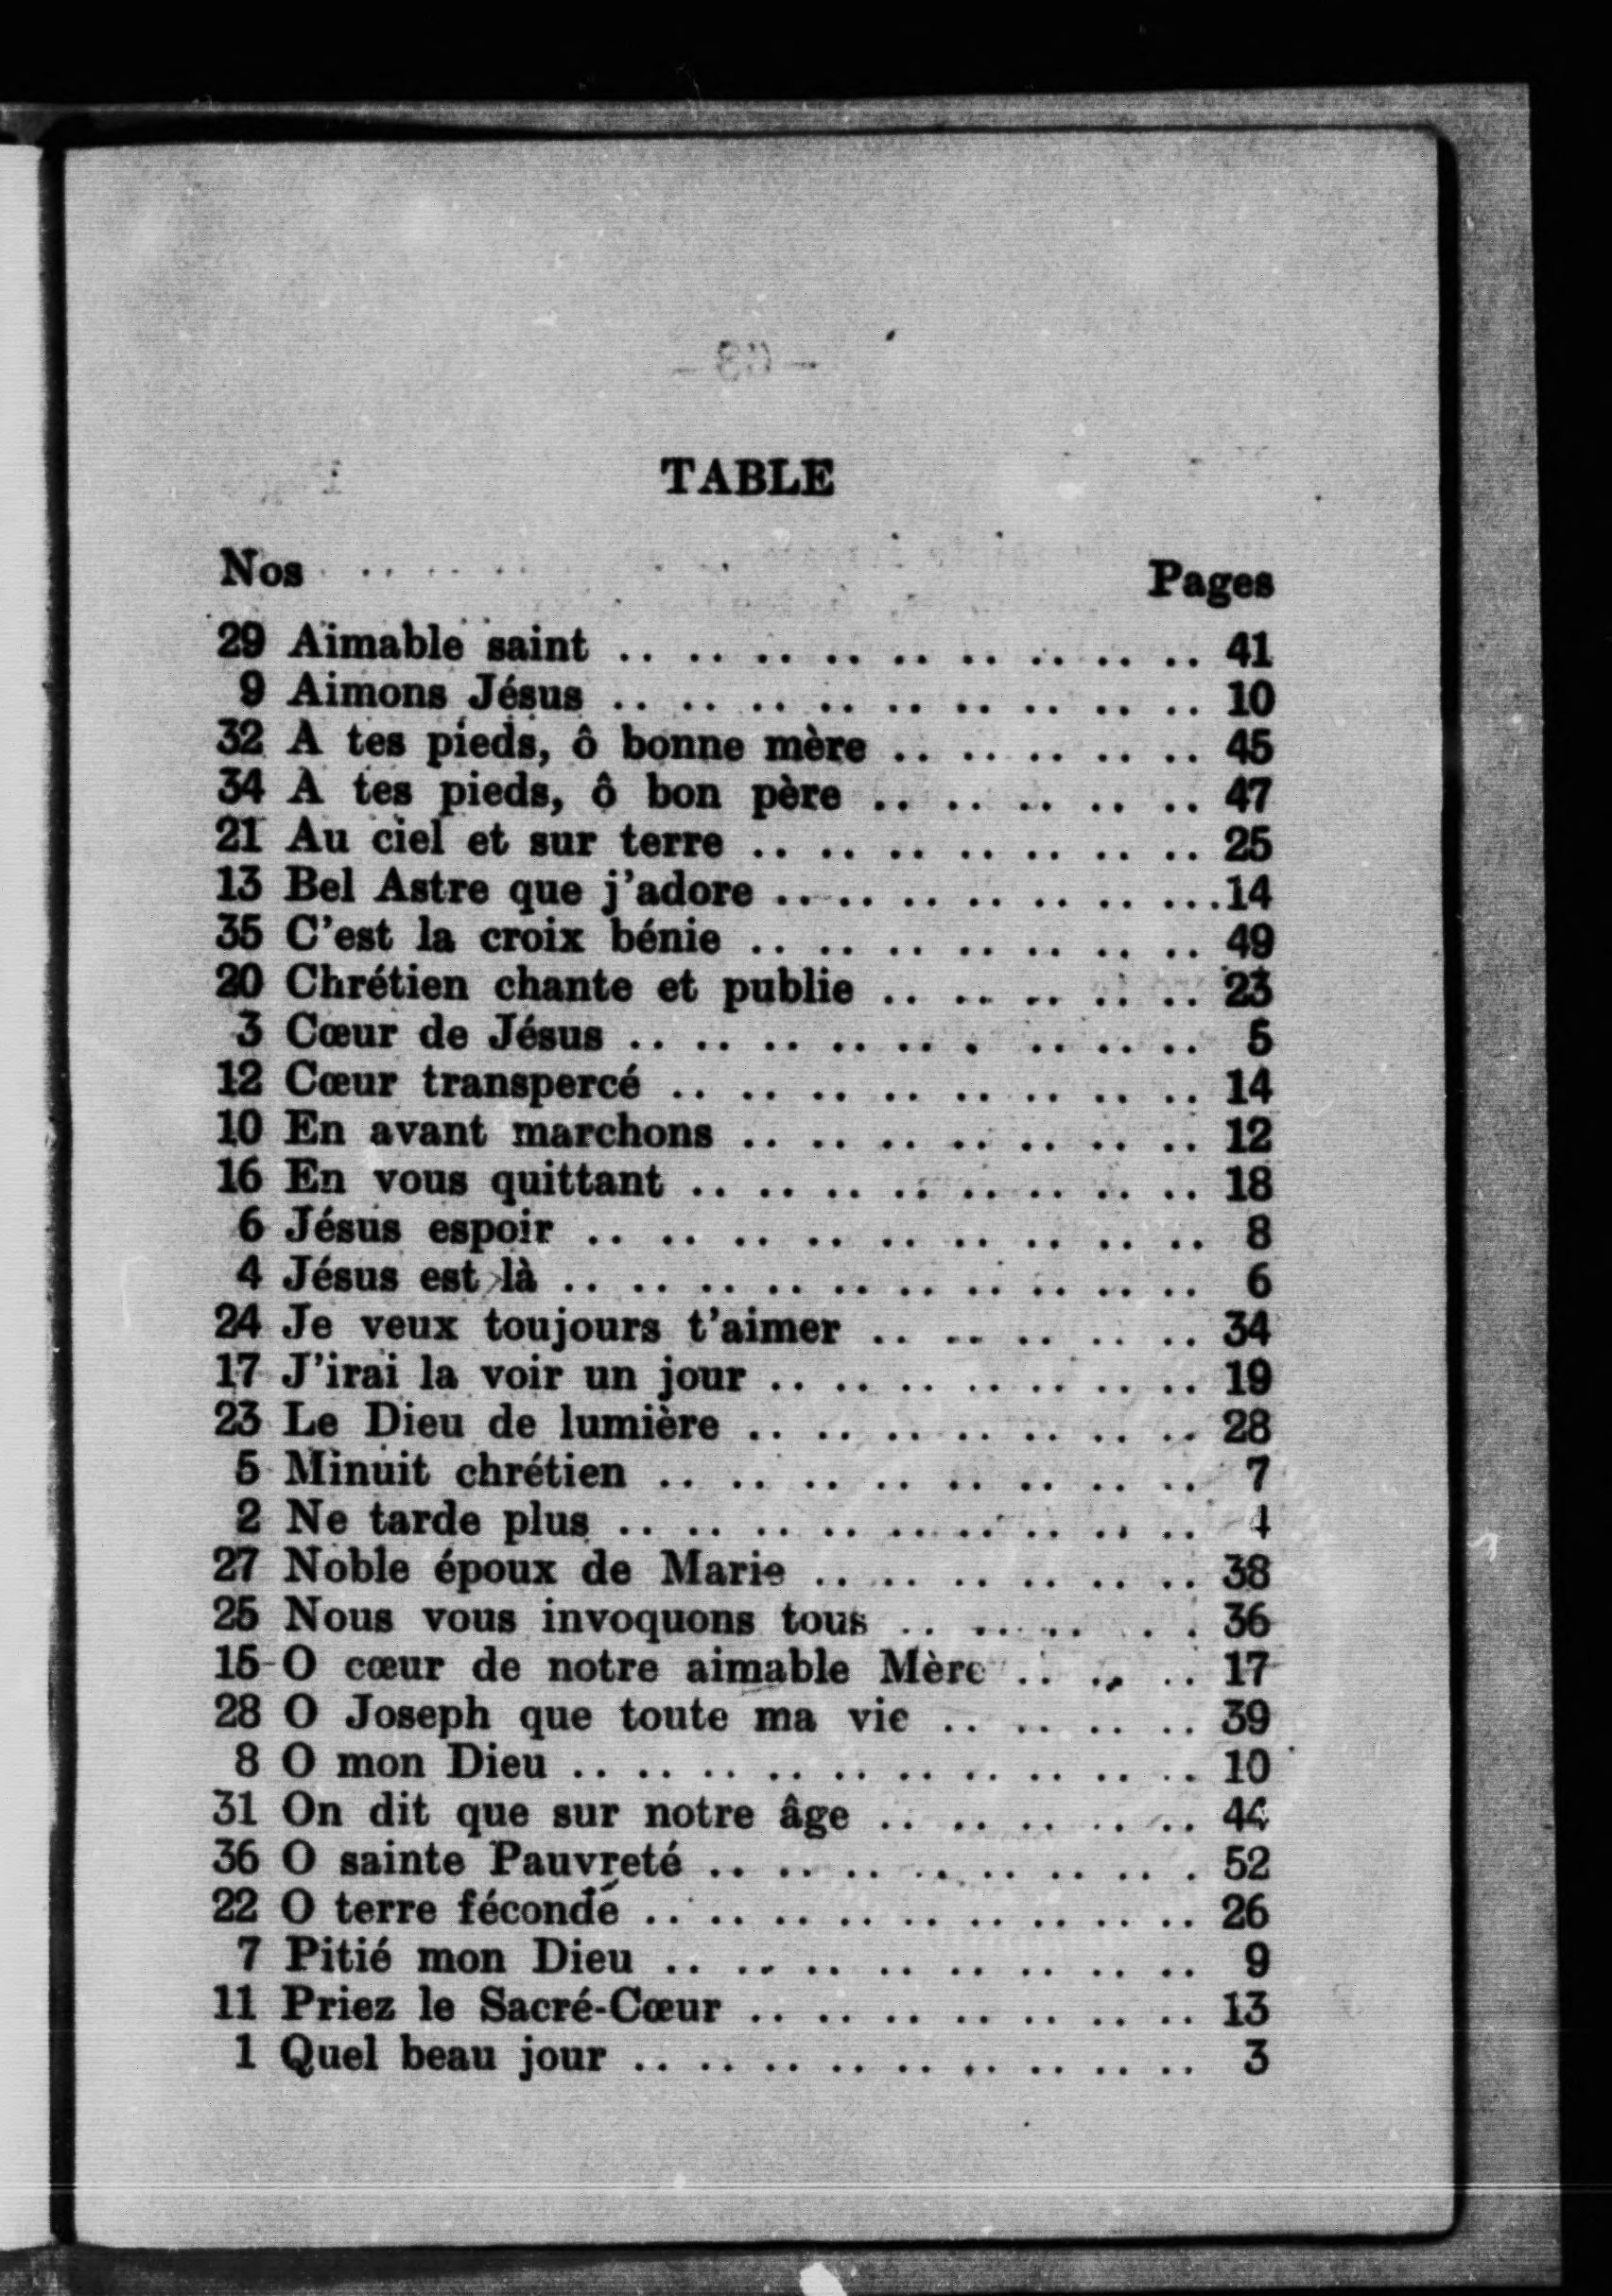 TABLE
Nos Pages
29 Aimable saint .. .. .. .. .. .. .. .. .. 41
9 Aimons Jésus .. .. .. .. .. .. .. .. .. 10
32 A tes pieds, ô bonne mère .. .. .. .. .. 45
34 A tes pieds, ô bon père .. .. .. .. .. 47
21 Au ciel et sur terre .. .. .. .. .. .. .. 25
13 Bel Astre que j'adore .. .. .. .. .. .. ...14
35 C'est la croix bénie .. .. .. .. .. .. .. 49
20 Chrétien chante et publie .. .. .. .. .. 23
3 Cœur de Jésus .. .. .. .. .. . .. .. .. 5
12 Cœur transpercé .. .. .. .. .. .. .. .. 14
10 En avant marchons .. .. .. .. .. .. .. 12
16 En vous quittant .. .. .. .. .. .. .. .. 18
6 Jésus espoir .. .. .. .. .. .. .. .. .. 8
4 Jésus est là .. .. .. .. .. .. .. .. .. .. 6
24 Je veux toujours t'aimer .. .. .. .. .. 34
17 J'irai la voir un jour .. .. .. .. .. .. .. 19
23 Le Dieu de lumière .. .. .. .. .. .. .. 28
5 Minuit chrétien .. .. .. .. .. .. .. .. 7
2 Ne tarde plus .. .. .. .. .. .. .. .. .. 4
27 Noble époux de Marie .. .. .. .. .. .. 38
25 Nous vous invoquons tous .. .. .. . . 36
15 O cœur de notre aimable Mère .. .. .. 17
28 O Joseph que toute ma vie .. .. .. .. 39
8 O mon Dieu .. .. .. .. .. .. .. .. .. .. 10
31 On dit que sur notre âge .. .. .. .. .. 44
36 O sainte Pauvreté .. .. .. .. .. .. .. . 52
22 O terre fécondé .. .. .. .. .. .. .. .. .. 26
7 Pitié mon Dieu .. .. .. .. .. .. .. .. 9
11 Priez le Sacré-Cœur .. .. .. .. .. .. .. 13
1 Quel beau jour .. .. .. .. .. .. .. .. .. 3